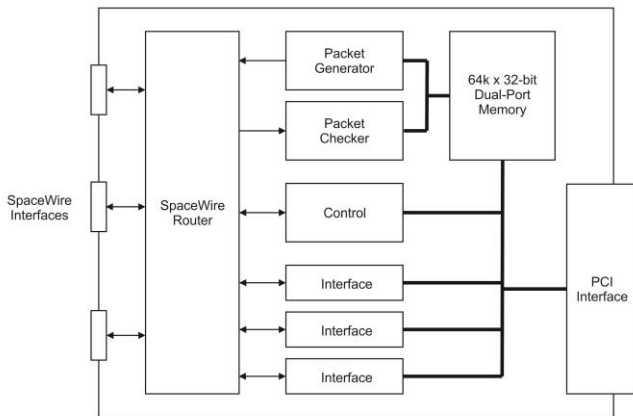 Packet
Generator
64k x 32-bit
Dual-Port
Memory
Packet
Checker
SpaceWire
Interfaces
SpaceWire
Router
Control
Interface
Interface
Interface
PCI
Interface